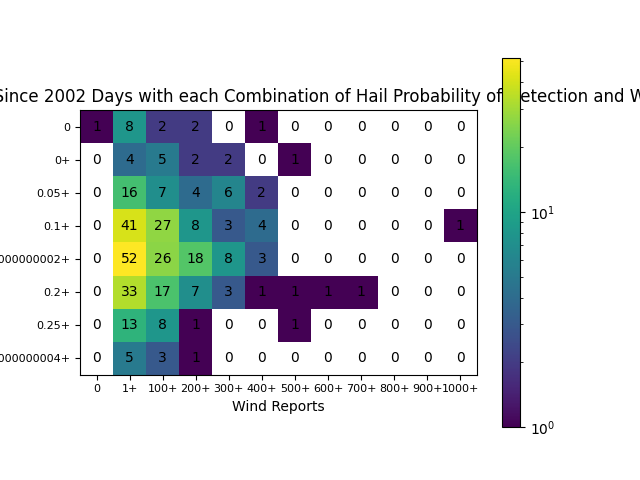 Since 2002 Days with each Combination of Hail Probability of Detection and W
0 1 8 2 2 0 1 0 0 0 0 0 0
0+ 0 4 5 2 2 0 1 0 0 0 0 0
0.05+ 0 16 7 4 6 2 0 0 0 0 0 0
0.1+ 0 41 27 8 3 4 0 0 0 0 0 1
000000002+ 0 52 26 18 8 3 0 0 0 0 0 0
0.2+ 0 33 17 7 3 1 1 1 1 0 0 0
0.25+ 0 13 8 1 0 0 1 0 0 0 0 0
000000004+ 0 5 3 1 0 0 0 0 0 0 0 0
0 1+ 100+ 200+ 300+ 400+ 500+ 600+ 700+ 800+ 900+ 1000+
Wind Reports
10¹
10⁰